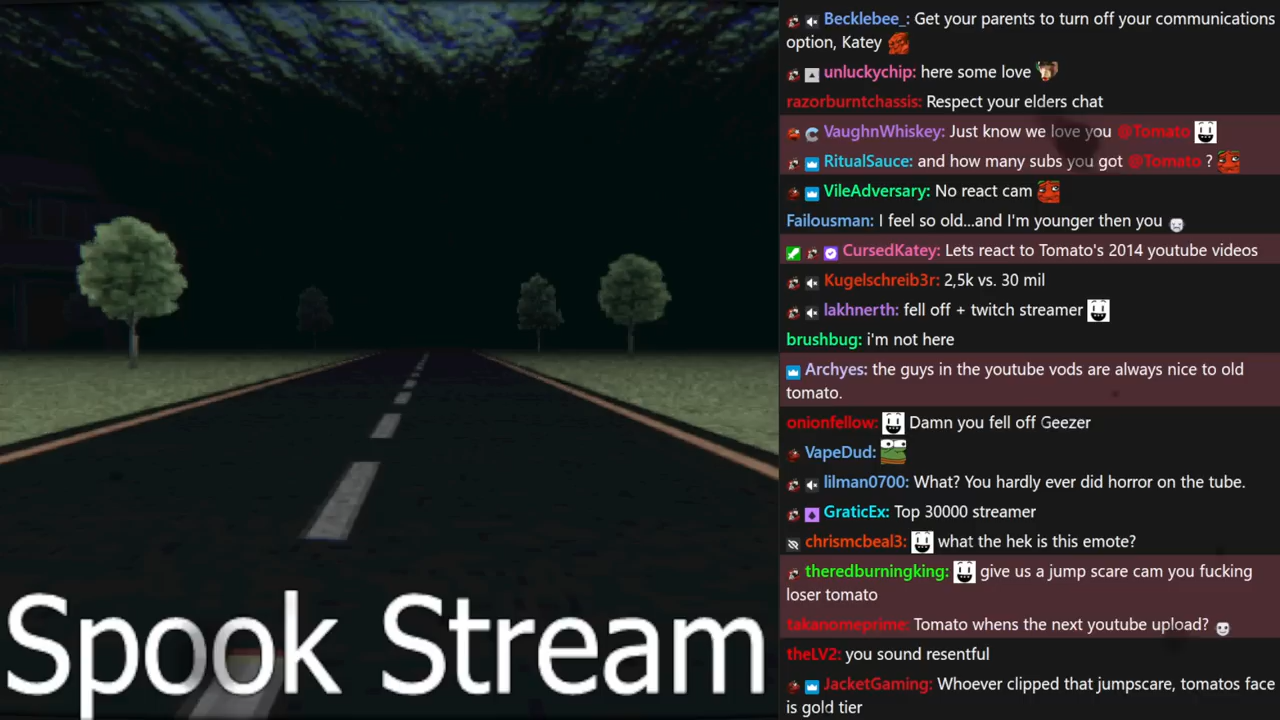 Becklebee_: Get your parents to turn off your communications
option, Katey
unluckychip: here some love
razorburntchassis: Respect your elders chat
VaughnWhiskey: Just know we love you @Tomato
RitualSauce: and how many subs you got @Tomato ?
VileAdversary: No react cam
Failousman: I feel so old...and I'm younger then you
CursedKatey: Lets react to Tomato's 2014 youtube videos
Kugelschreib3r: 2,5k vs. 30 mil
lakhnerth: fell off + twitch streamer
brushbug: i'm not here
Archyes: the guys in the youtube vods are always nice to old
tomato.
onionfellow: Damn you fell off Geezer
VapeDud:
lilman0700: What? You hardly ever did horror on the tube.
GraticEx: Top 30000 streamer
chrismcbeal3: what the hek is this emote?
theredburningking: give us a jump scare cam you fucking
loser tomato
takanomeprime: Tomato whens the next youtube upload?
theLV2: you sound resentful
JacketGaming: Whoever clipped that jumpscare, tomatos face
is gold tier
Spook Stream